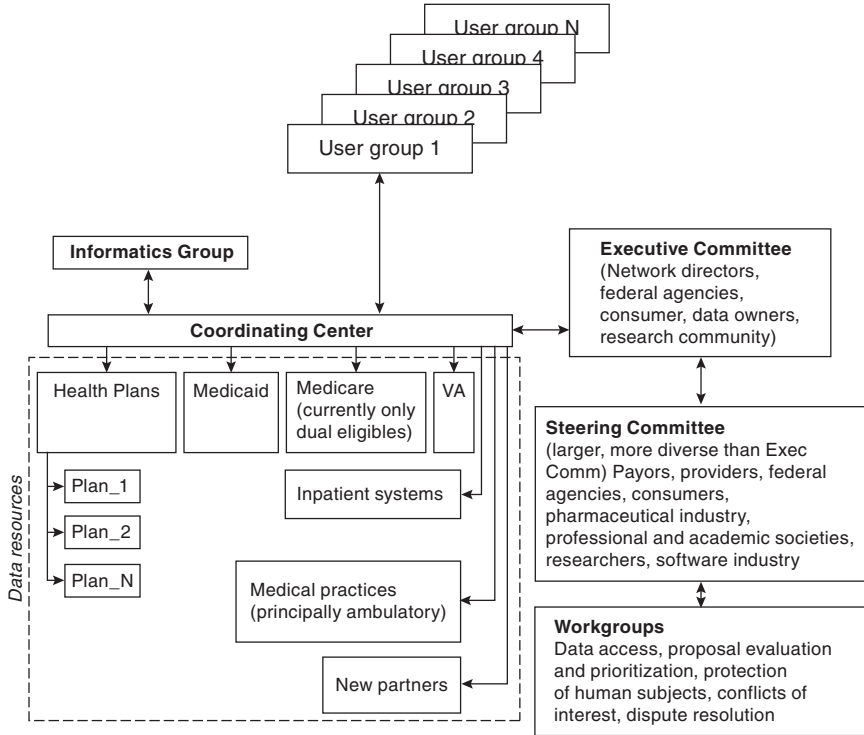 User group N
User group 4
User group 3
User group 2
User group 1
Informatics Group
Coordinating Center
Executive Committee
(Network directors,
federal agencies,
consumer, data owners,
research community)
Data resources
Health Plans
Medicaid
Medicare
(currently only
dual eligibles)
VA
Plan_1
Plan_2
Plan_N
Inpatient systems
Medical practices
(principally ambulatory)
New partners
Steering Committee
(larger, more diverse than Exec
Comm) Payors, providers, federal
agencies, consumers,
pharmaceutical industry,
professional and academic societies,
researchers, software industry
Workgroups
Data access, proposal evaluation
and prioritization, protection
of human subjects, conflicts of
interest, dispute resolution